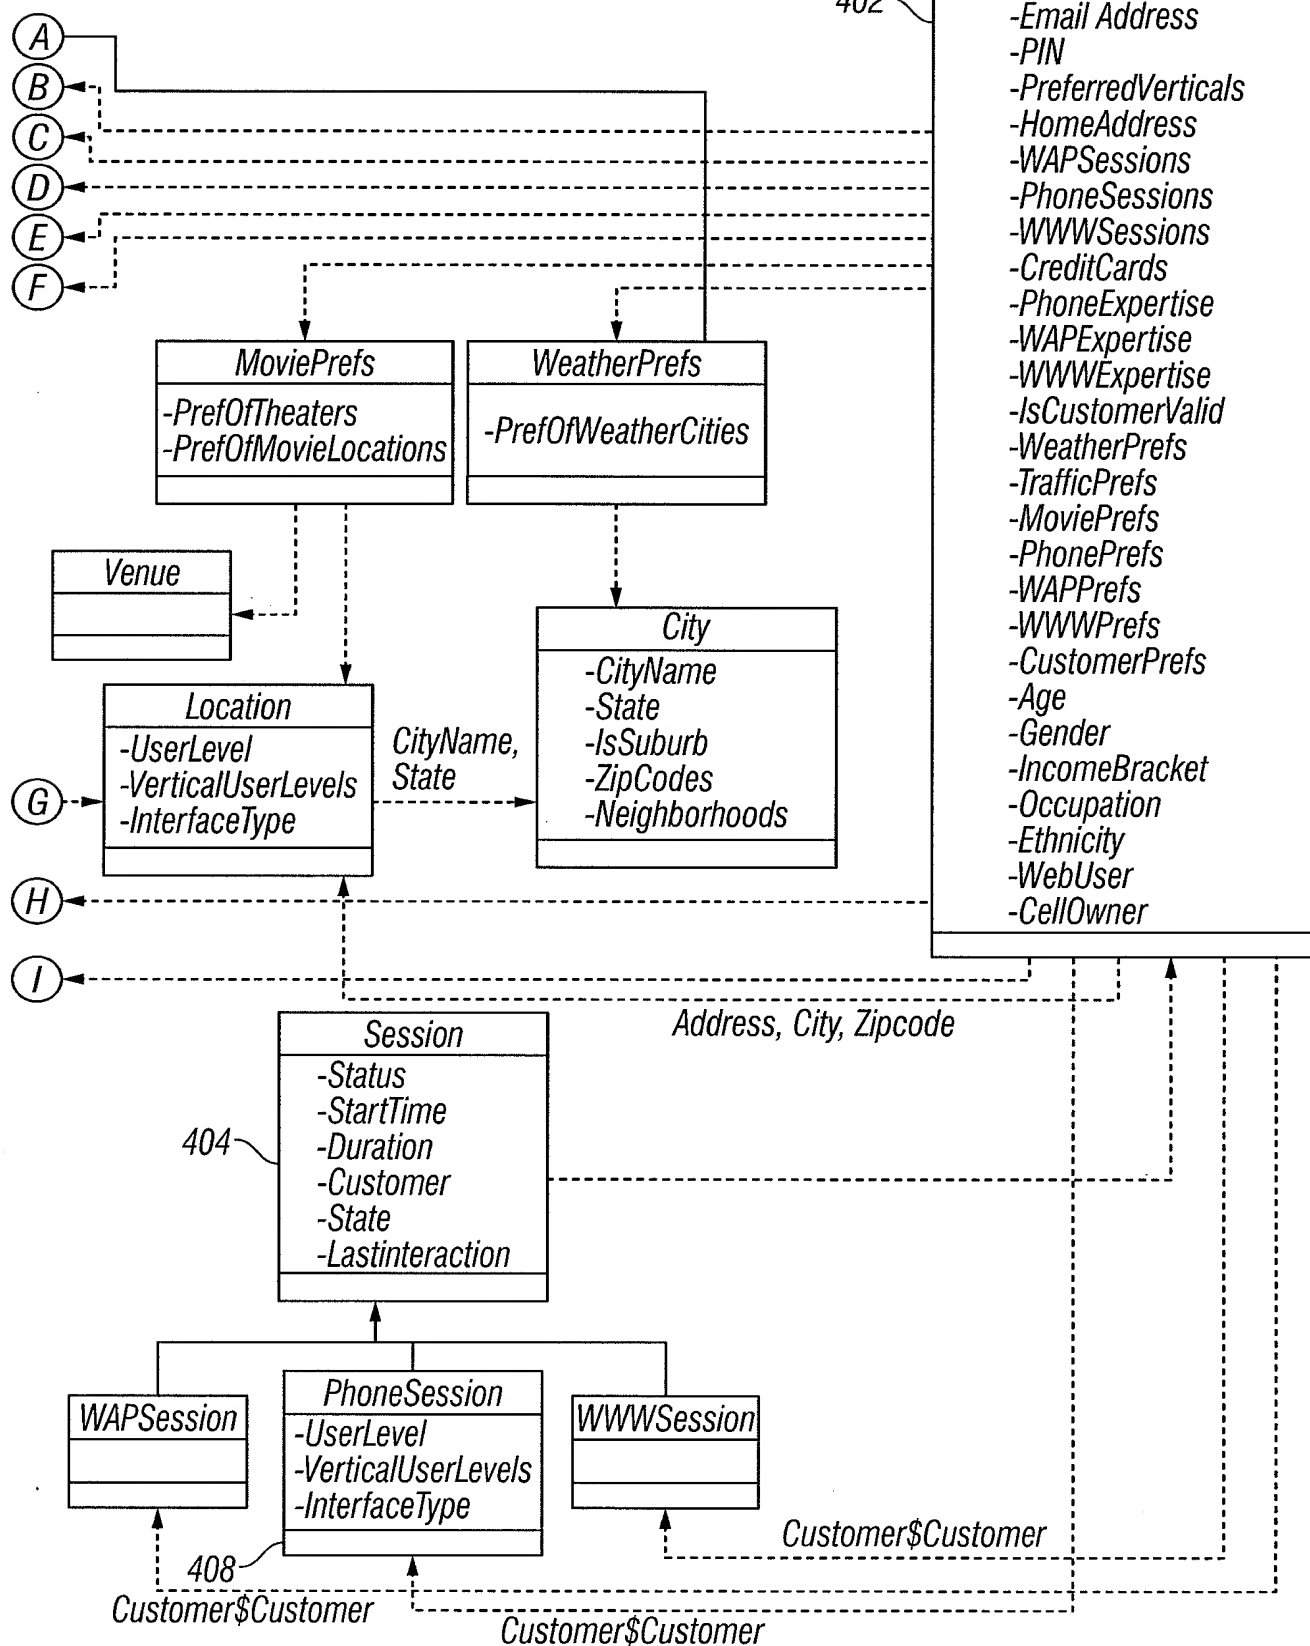 402
-Email Address
-PIN
-PreferredVerticals
-HomeAddress
-WAPSessions
-PhoneSessions
-WWWSessions
-CreditCards
-PhoneExpertise
-WAPExpertise
-WWWExpertise
-IsCustomerValid
-WeatherPrefs
-TrafficPrefs
-MoviePrefs
-PhonePrefs
-WAPPrefs
-WWWPrefs
-CustomerPrefs
-Age
-Gender
-IncomeBracket
-Occupation
-Ethnicity
-WebUser
-CellOwner
A
B
C
D
E
F
MoviePrefs
-PrefOfTheaters
-PrefOfMovieLocations
WeatherPrefs
-PrefOfWeatherCities
Venue
City
-CityName
-State
-IsSuburb
-ZipCodes
-Neighborhoods
Location
-UserLevel
-VerticalUserLevels
-InterfaceType
CityName,
State
G
H
I
Address, City, Zipcode
Session
-Status
-StartTime
-Duration
-Customer
-State
-Lastinteraction
404
WAPSession
PhoneSession
-UserLevel
-VerticalUserLevels
-InterfaceType
WWWSession
408
Customer$Customer
Customer$Customer
Customer$Customer